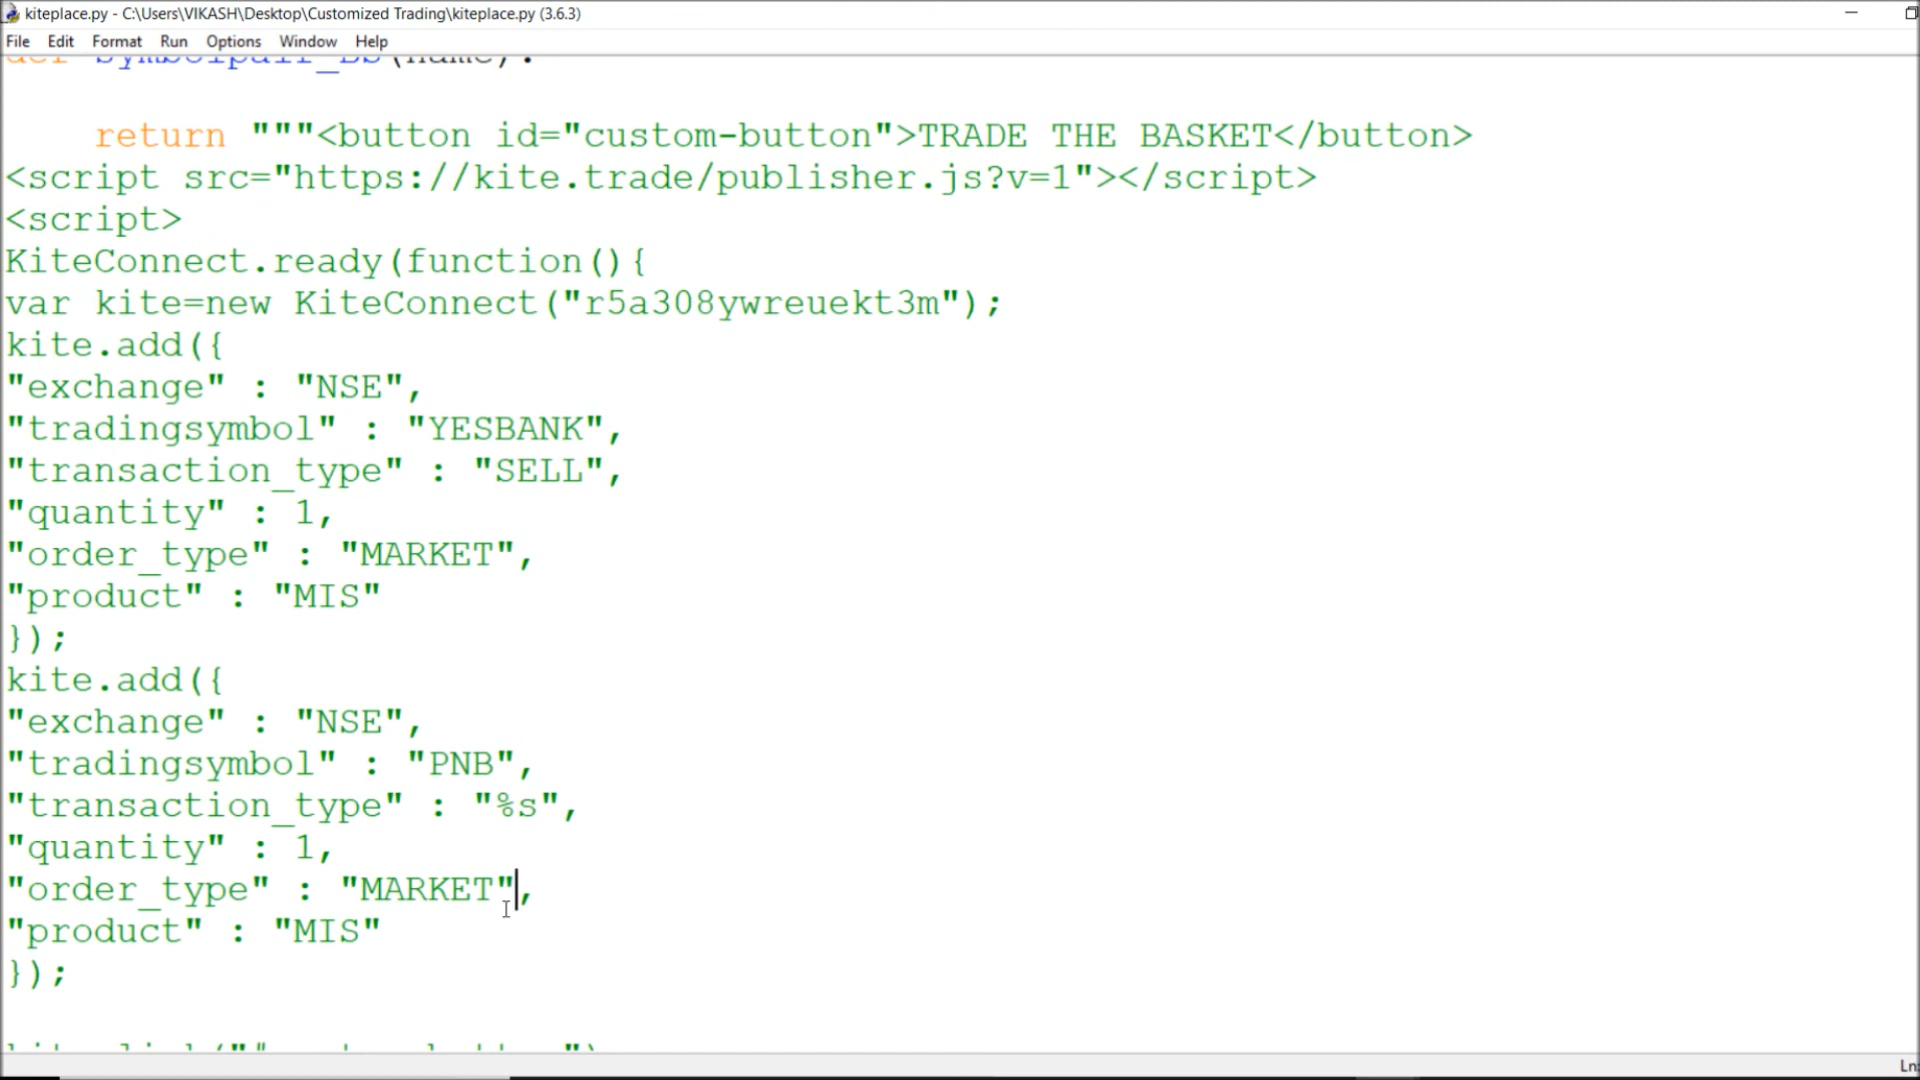 kiteplace.py - C:\Users\VIKASH\Desktop\Customized Trading\kiteplace.py (3.6.3)
File Edit Format Run Options Window Help
return """<button id="custom-button">TRADE THE BASKET</button>
<script src="https://kite.trade/publisher.js?v=1"></script>
<script>
KiteConnect.ready(function(){
var kite=new KiteConnect("r5a308ywreuekt3m");
kite.add({
"exchange" : "NSE",
"tradingsymbol" : "YESBANK",
"transaction_type" : "SELL",
"quantity" : 1,
"order_type" : "MARKET",
"product" : "MIS"
});
kite.add({
"exchange" : "NSE",
"tradingsymbol" : "PNB",
"transaction_type" : "%s",
"quantity" : 1,
"order_type" : "MARKET",
"product" : "MIS"
});
Ln